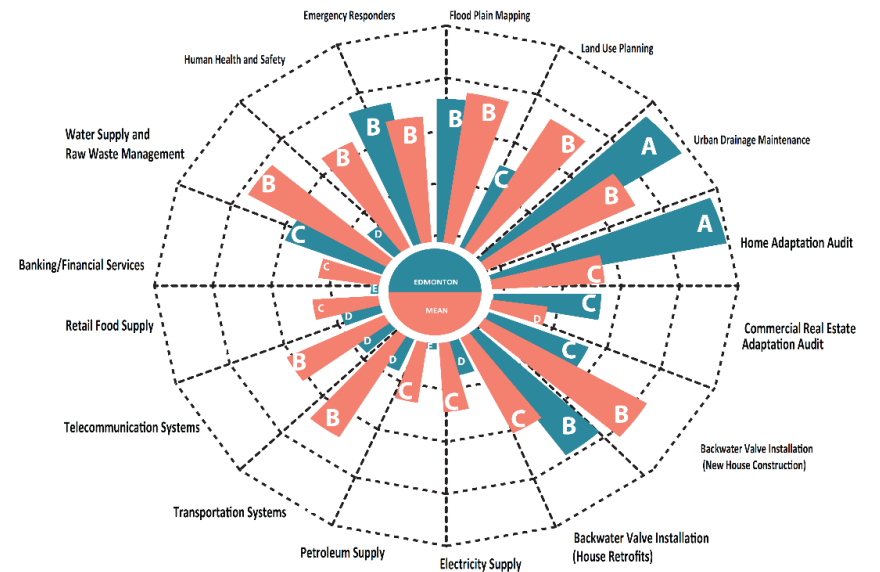 Emergency Responders
Flood Plain Mapping
Human Health and Safety
Land Use Planning
Water Supply and
Raw Waste Management
Urban Drainage Maintenance
Banking/Financial Services
Home Adaptation Audit
Retail Food Supply
Commercial Real Estate
Adaptation Audit
Telecommunication Systems
Backwater Valve Installation
(New House Construction)
Transportation Systems
Backwater Valve Installation
(House Retrofits)
Petroleum Supply
Electricity Supply
EDMONTON
MEAN
B
B
C
B
A
B
A
C
C
D
C
B
B
C
D
C
E
C
D
B
D
B
D
C
E
C
C
B
D
B
B
B